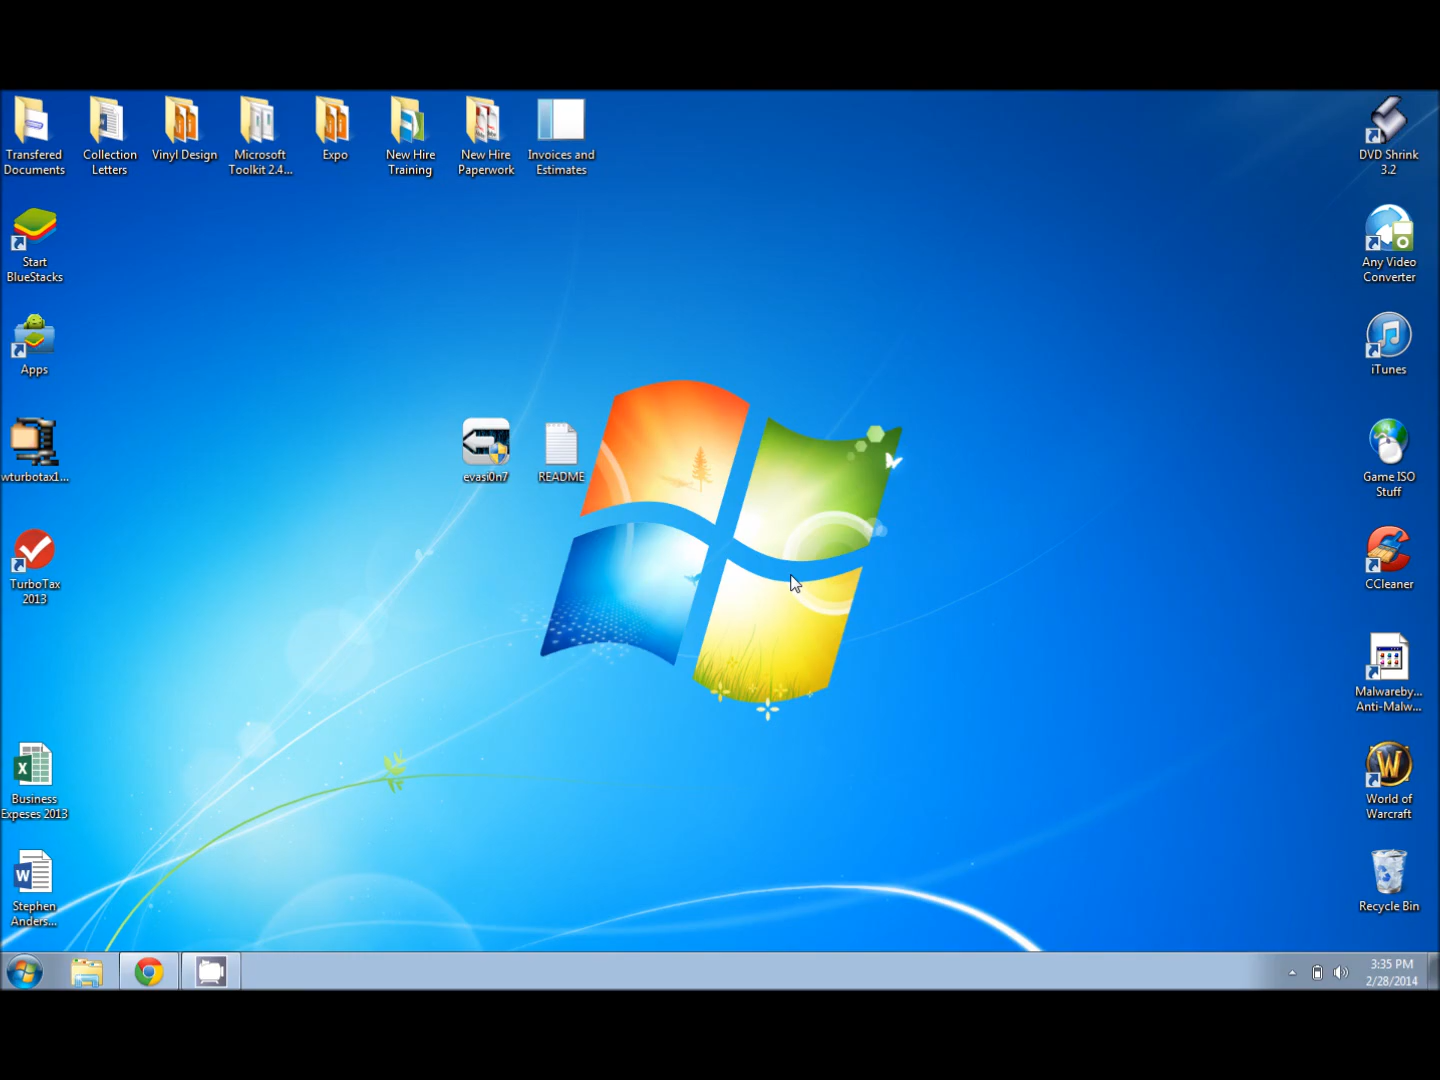 Transfered
Documents
Collection
Letters
Vinyl Design
Microsoft
Toolkit 2.4...
Expo
New Hire
Training
New Hire
Paperwork
Invoices and
Estimates
DVD Shrink
3.2
Start
BlueStacks
Any Video
Converter
Apps
iTunes
wturbotax1...
evasi0n7
README
Game ISO
Stuff
TurboTax
2013
CCleaner
Malwareby...
Anti-Malw...
Business
Expeses 2013
World of
Warcraft
Stephen
Anders...
Recycle Bin
3:35 PM
2/28/2014